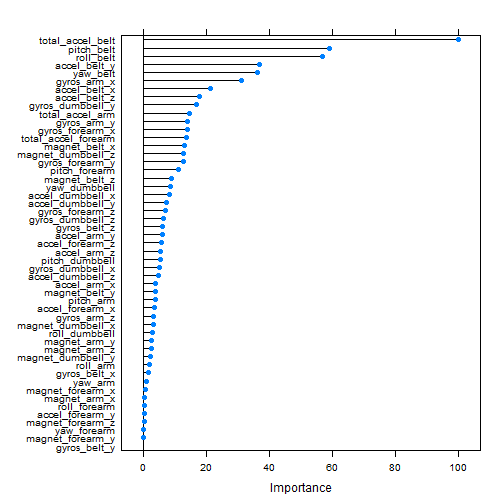 total_accel_belt
pitch_belt
roll_belt
accel_belt_y
yaw_belt
gyros_arm_x
accel_belt_x
accel_belt_z
gyros_dumbbell_y
total_accel_arm
gyros_arm_y
gyros_forearm_x
total_accel_forearm
magnet_belt_x
magnet_dumbbell_z
gyros_forearm_y
pitch_forearm
magnet_belt_z
yaw_dumbbell
accel_dumbbell_x
accel_dumbbell_y
gyros_forearm_z
gyros_dumbbell_z
gyros_belt_z
accel_arm_y
accel_forearm_z
accel_arm_z
pitch_dumbbell
gyros_dumbbell_x
accel_dumbbell_z
accel_arm_x
magnet_belt_y
pitch_arm
accel_forearm_x
gyros_arm_z
magnet_dumbbell_x
roll_dumbbell
magnet_arm_y
magnet_arm_z
magnet_dumbbell_y
roll_arm
gyros_belt_x
yaw_arm
magnet_forearm_x
magnet_arm_x
roll_forearm
accel_forearm_y
magnet_forearm_z
yaw_forearm
magnet_forearm_y
gyros_belt_y
0 20 40 60 80 100
Importance